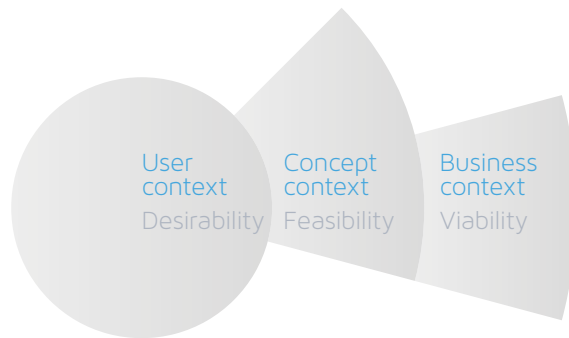 User
context
Desirability
Concept
context
Feasibility
Business
context
Viability